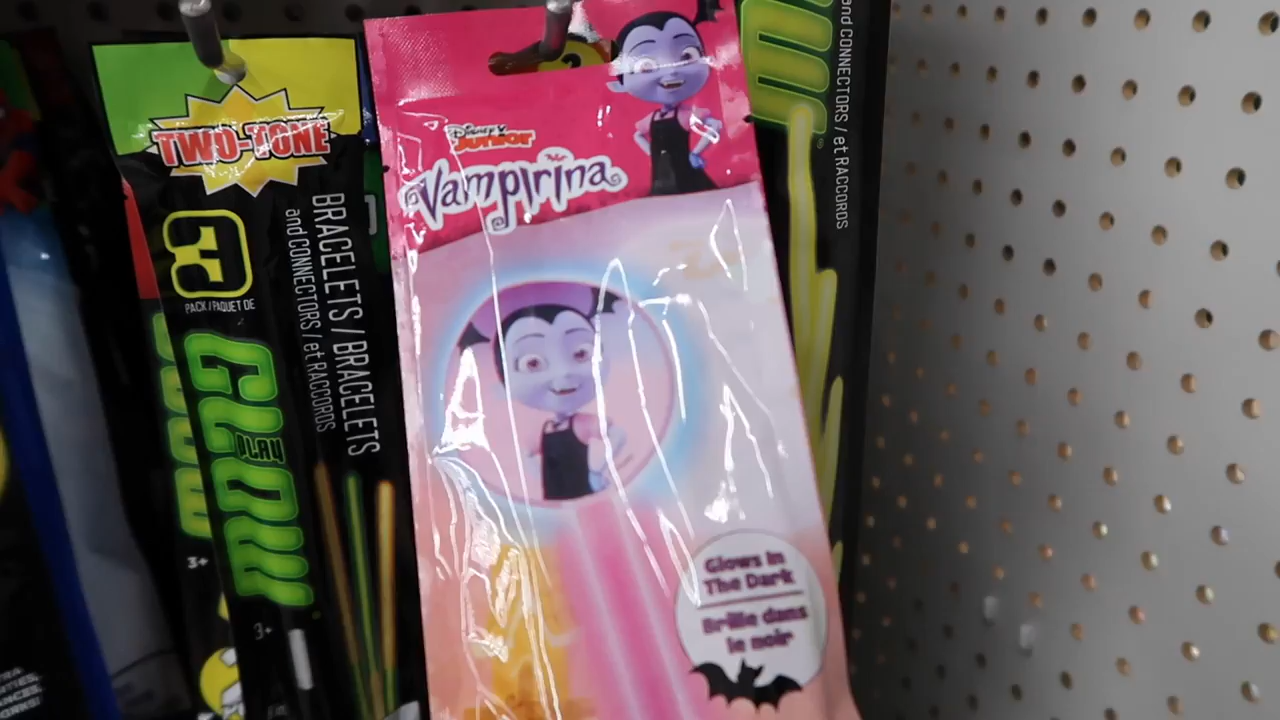 TWO-TONE
3
PACK / PAQUET DE
BRACELETS / BRACELETS
and CONNECTORS / et RACCORDS
GLOW
PLAY
3+
3+
Disney
Junior
Vampirina
Glows In
The Dark
Brille dans
le noir
and CONNECTORS / et RACCORDS